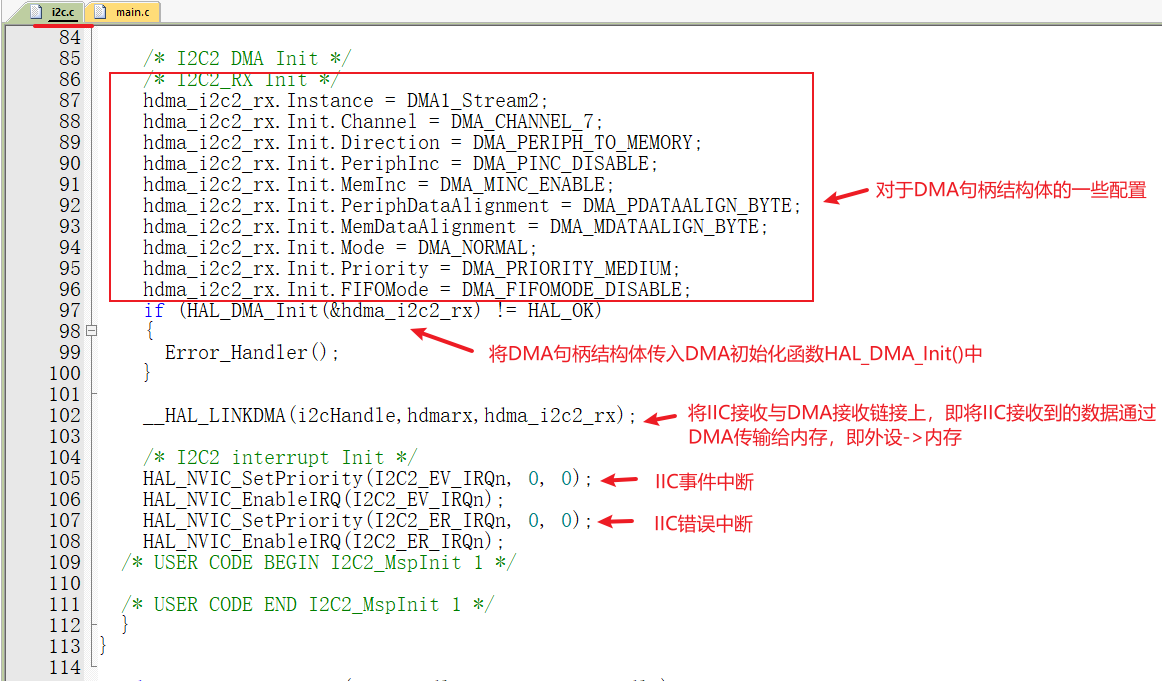 i2c.c main.c
84
85 /* I2C2 DMA Init */
86 /* I2C2_RX Init */
87 hdma_i2c2_rx.Instance = DMA1_Stream2;
88 hdma_i2c2_rx.Init.Channel = DMA_CHANNEL_7;
89 hdma_i2c2_rx.Init.Direction = DMA_PERIPH_TO_MEMORY;
90 hdma_i2c2_rx.Init.PeriphInc = DMA_PINC_DISABLE;
91 hdma_i2c2_rx.Init.MemInc = DMA_MINC_ENABLE;
对于DMA句柄结构体的一些配置
92 hdma_i2c2_rx.Init.PeriphDataAlignment = DMA_PDATAALIGN_BYTE;
93 hdma_i2c2_rx.Init.MemDataAlignment = DMA_MDATAALIGN_BYTE;
94 hdma_i2c2_rx.Init.Mode = DMA_NORMAL;
95 hdma_i2c2_rx.Init.Priority = DMA_PRIORITY_MEDIUM;
96 hdma_i2c2_rx.Init.FIFOMode = DMA_FIFOMODE_DISABLE;
97 if (HAL_DMA_Init(&hdma_i2c2_rx) != HAL_OK)
98 {
99 Error_Handler();
将DMA句柄结构体传入DMA初始化函数HAL_DMA_Init()中
100 }
101
102 __HAL_LINKDMA(i2cHandle,hdmarx,hdma_i2c2_rx);
将IIC接收与DMA接收链接上，即将IIC接收到的数据通过
DMA传输给内存，即外设->内存
103
104 /* I2C2 interrupt Init */
105 HAL_NVIC_SetPriority(I2C2_EV_IRQn, 0, 0);
IIC事件中断
106 HAL_NVIC_EnableIRQ(I2C2_EV_IRQn);
107 HAL_NVIC_SetPriority(I2C2_ER_IRQn, 0, 0);
IIC错误中断
108 HAL_NVIC_EnableIRQ(I2C2_ER_IRQn);
109 /* USER CODE BEGIN I2C2_MspInit 1 */
110
111 /* USER CODE END I2C2_MspInit 1 */
112 }
113 }
114